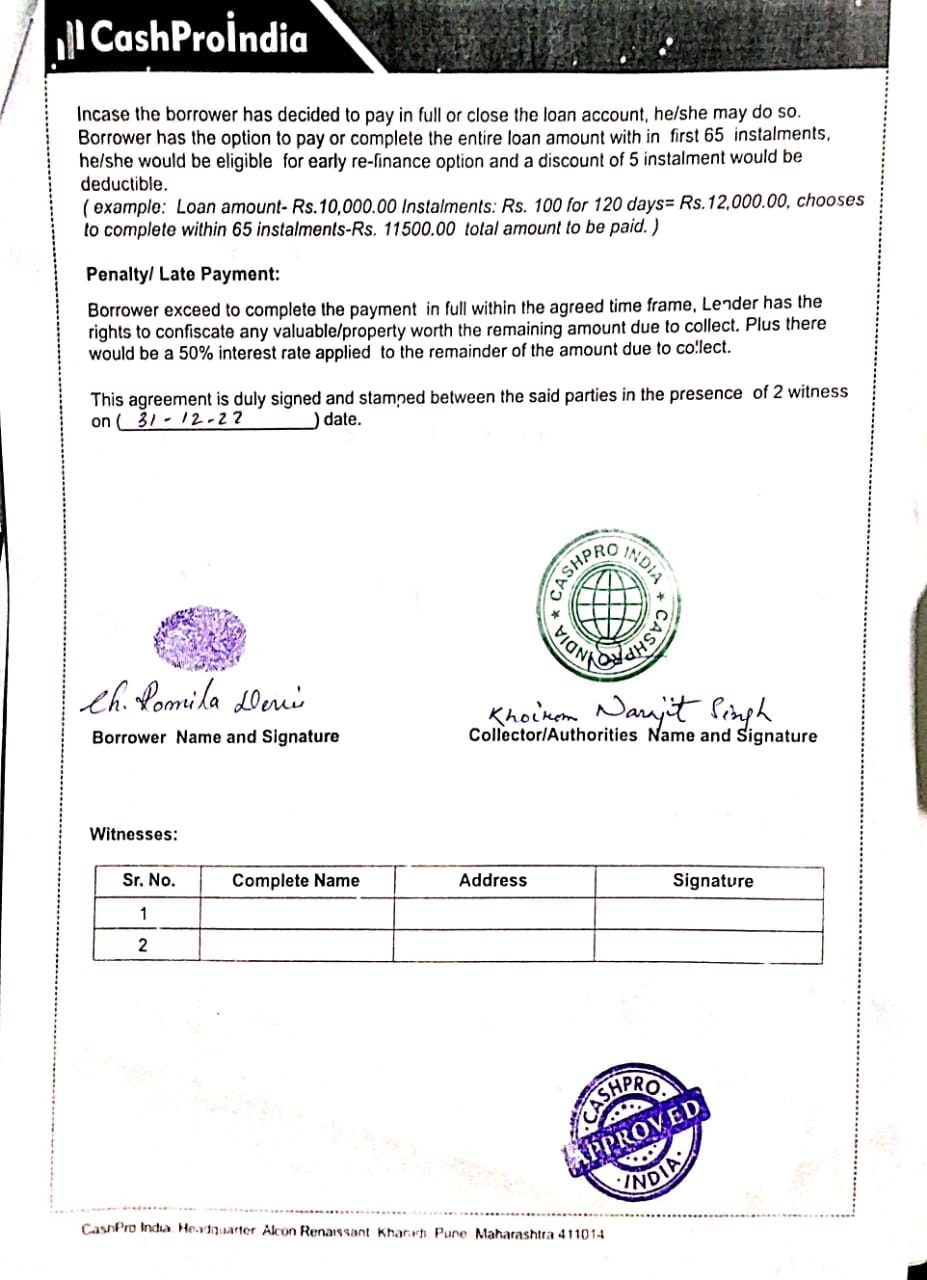 CashProIndia
Incase the borrower has decided to pay in full or close the loan account, he/she may do so.
Borrower has the option to pay or complete the entire loan amount with in first 65 instalments,
he/she would be eligible for early re-finance option and a discount of 5 instalment would be
deductible.
( example: Loan amount- Rs.10,000.00 Instalments: Rs. 100 for 120 days= Rs.12,000.00, chooses
to complete within 65 instalments-Rs. 11500.00 total amount to be paid. )
Penalty/ Late Payment:
Borrower exceed to complete the payment in full within the agreed time frame, Lender has the
rights to confiscate any valuable/property worth the remaining amount due to collect. Plus there
would be a 50% interest rate applied to the remainder of the amount due to collect.
This agreement is duly signed and stamped between the said parties in the presence of 2 witness
on ( 31-12-22 ) date.
CASHPRO INDIA ★ CASHPRO INDIA ★
Ch. Romila Devi
Khoirom Narjit Singh
Borrower Name and Signature
Collector/Authorities Name and Signature
Witnesses:
Sr. No. Complete Name Address Signature
1
2
CASHPRO
APPROVED
INDIA
CashPro India Headquarter Alcon Renaissant Kharadi Pune Maharashtra 411014